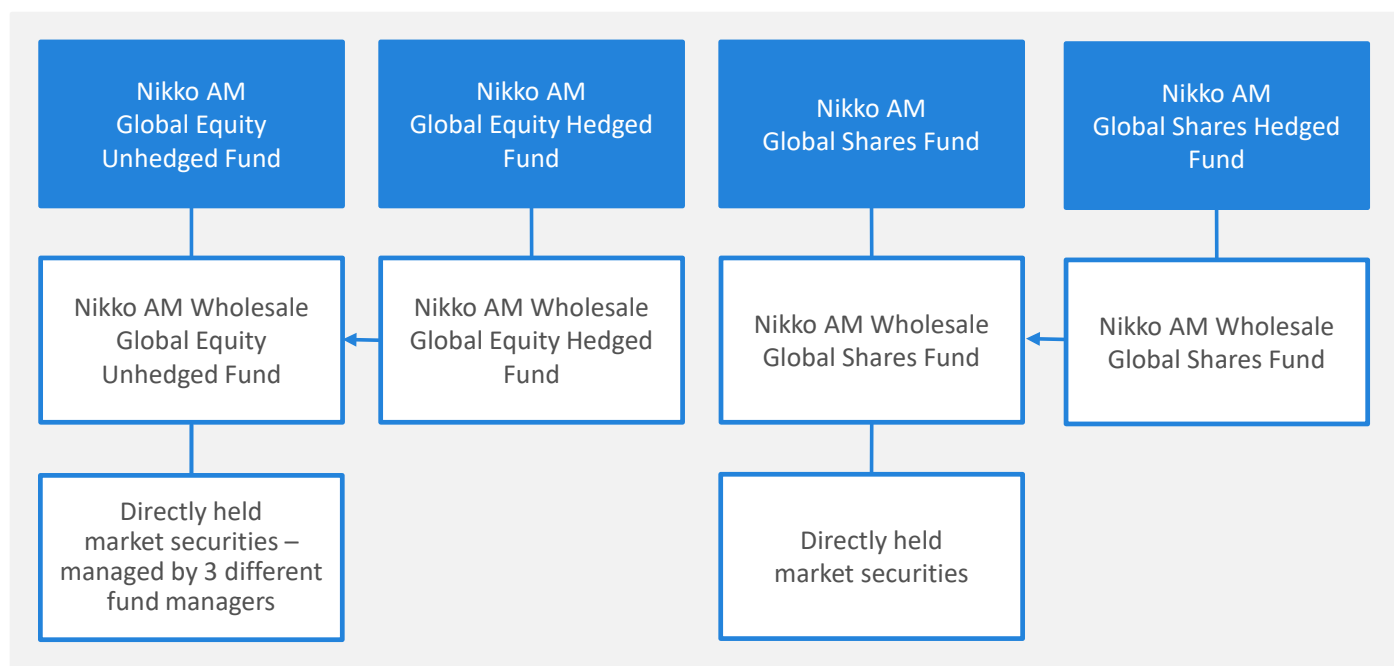 Nikko AM
Global Equity
Unhedged Fund
Nikko AM
Global Equity Hedged
Fund
Nikko AM
Global Shares Fund
Nikko AM
Global Shares Hedged
Fund
Nikko AM Wholesale
Global Equity
Unhedged Fund
Nikko AM Wholesale
Global Equity Hedged
Fund
Nikko AM Wholesale
Global Shares Fund
Nikko AM Wholesale
Global Shares Fund
Directly held
market securities –
managed by 3 different
fund managers
Directly held
market securities